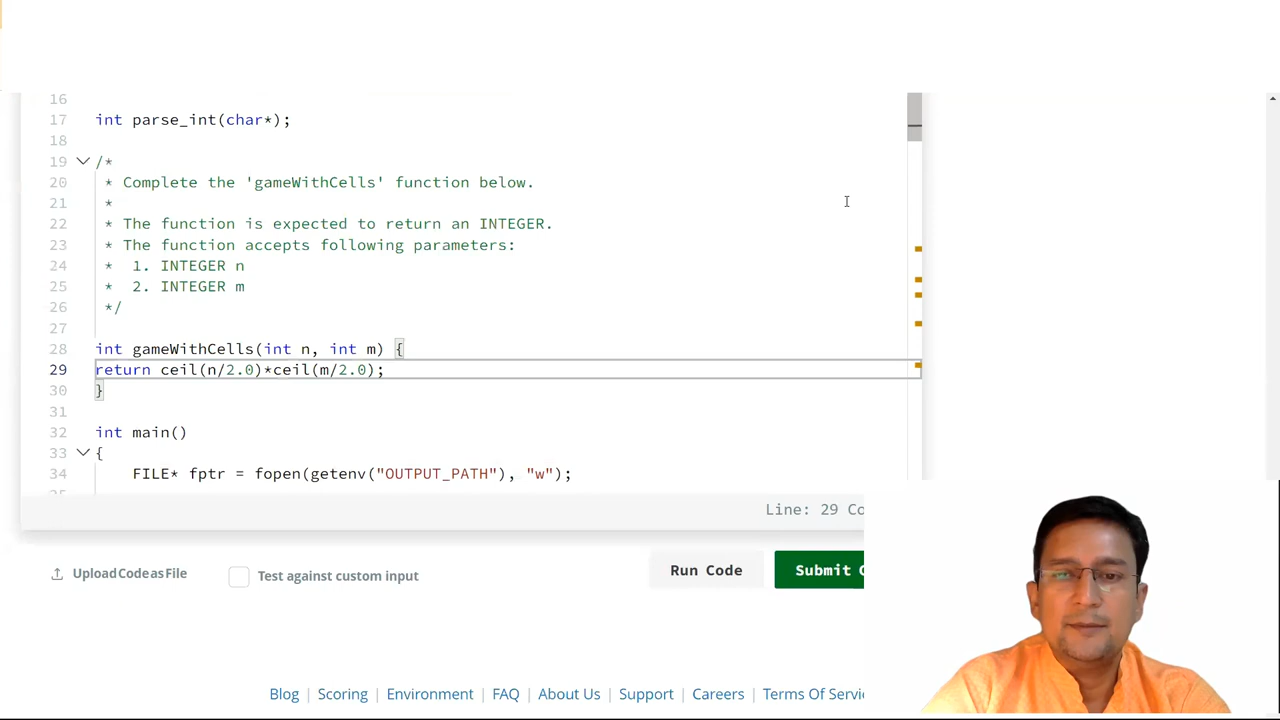 16
17 int parse_int(char*);
18
19 /*
20 * Complete the 'gameWithCells' function below.
21 *
22 * The function is expected to return an INTEGER.
23 * The function accepts following parameters:
24 * 1. INTEGER n
25 * 2. INTEGER m
26 */
27
28 int gameWithCells(int n, int m) {
29 return ceil(n/2.0)*ceil(m/2.0);
30 }
31
32 int main()
33 {
34 FILE* fptr = fopen(getenv("OUTPUT_PATH"), "w");
Line: 29 Co
Upload Code as File Test against custom input Run Code Submit C
Blog | Scoring | Environment | FAQ | About Us | Support | Careers | Terms Of Servic